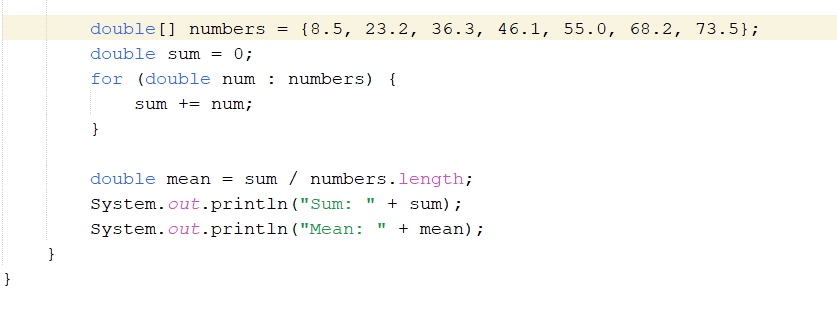 double[] numbers = {8.5, 23.2, 36.3, 46.1, 55.0, 68.2, 73.5};
double sum = 0;
for (double num : numbers) {
sum += num;
}
double mean = sum / numbers.length;
System.out.println("Sum: " + sum);
System.out.println("Mean: " + mean);
}
}